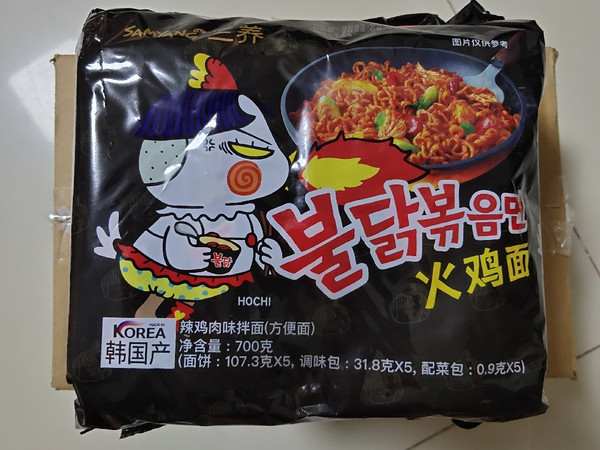 SAMYANG 三养
图片仅供参考
불닭볶음면
火鸡面
불닭
HOCHI
MADE IN
KOREA
韩国产
辣鸡肉味拌面(方便面)
净含量：700克
(面饼：107.3克X5, 调味包：31.8克X5, 配菜包：0.9克X5)